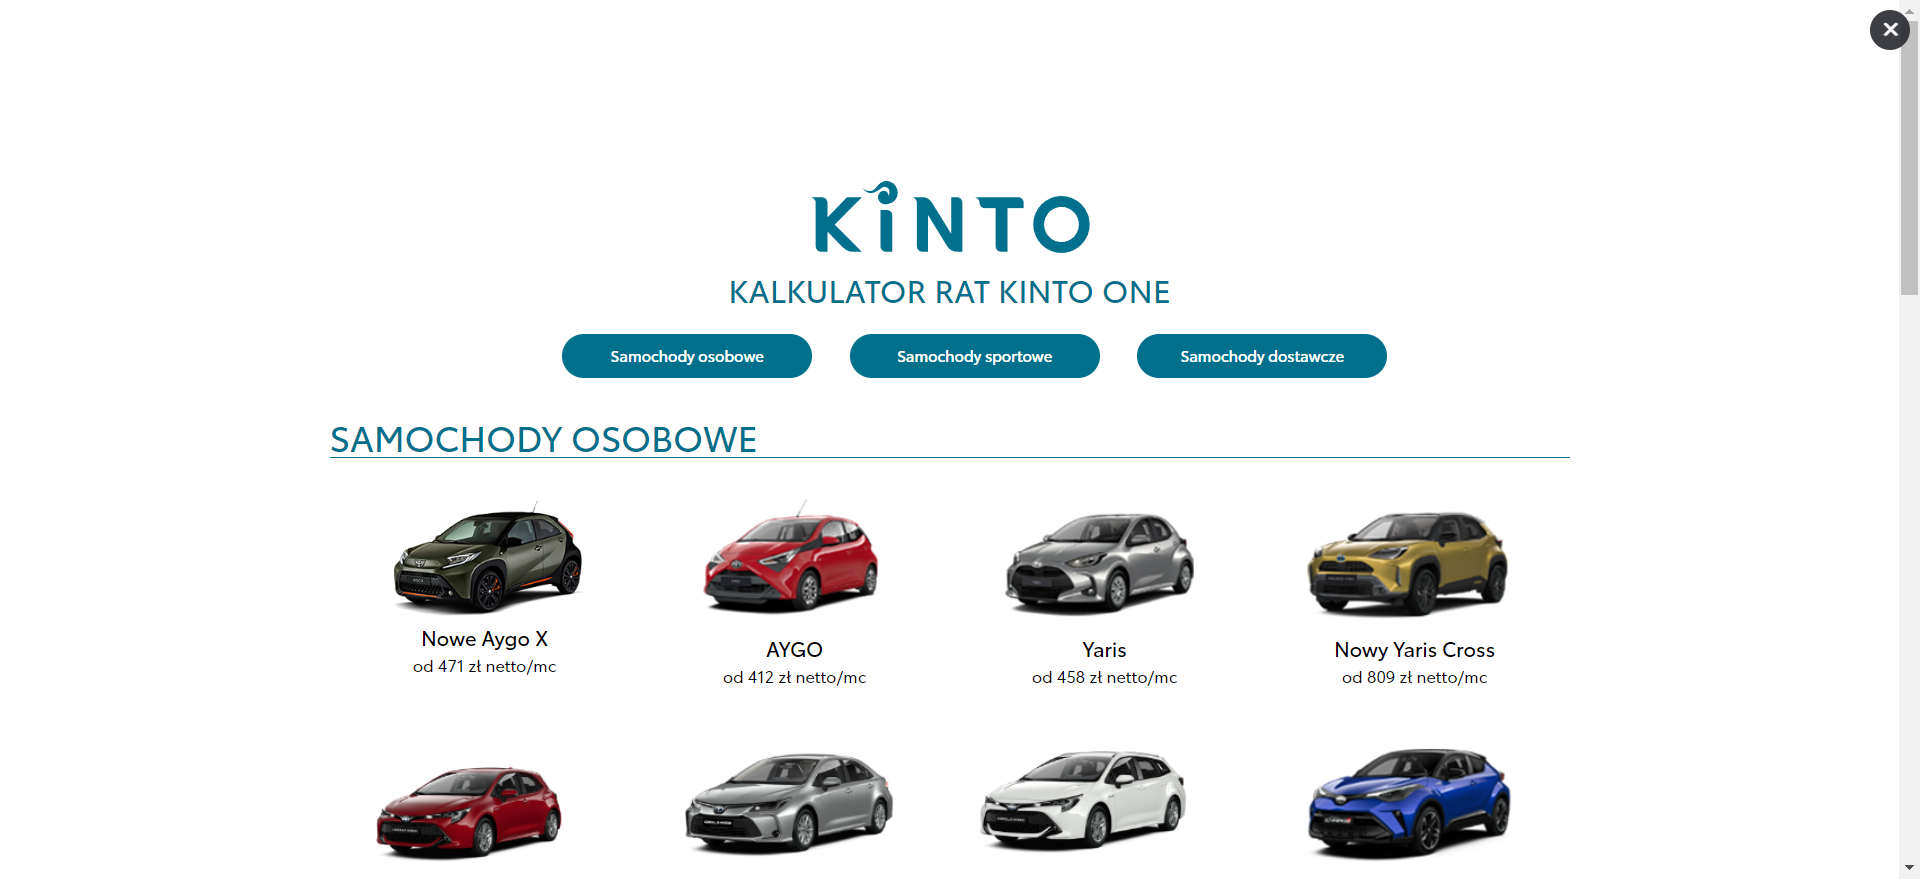 KINTO
KALKULATOR RAT KINTO ONE
Samochody osobowe
Samochody sportowe
Samochody dostawcze
SAMOCHODY OSOBOWE
Nowe Aygo X
od 471 zł netto/mc
AYGO
od 412 zł netto/mc
Yaris
od 458 zł netto/mc
Nowy Yaris Cross
od 809 zł netto/mc